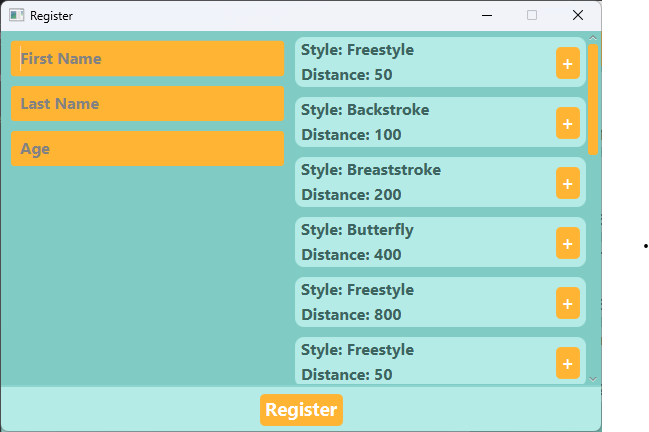 Register
First Name
Last Name
Age
Style: Freestyle
Distance: 50
+
Style: Backstroke
Distance: 100
+
Style: Breaststroke
Distance: 200
+
Style: Butterfly
Distance: 400
+
Style: Freestyle
Distance: 800
+
Style: Freestyle
Distance: 50
+
Register